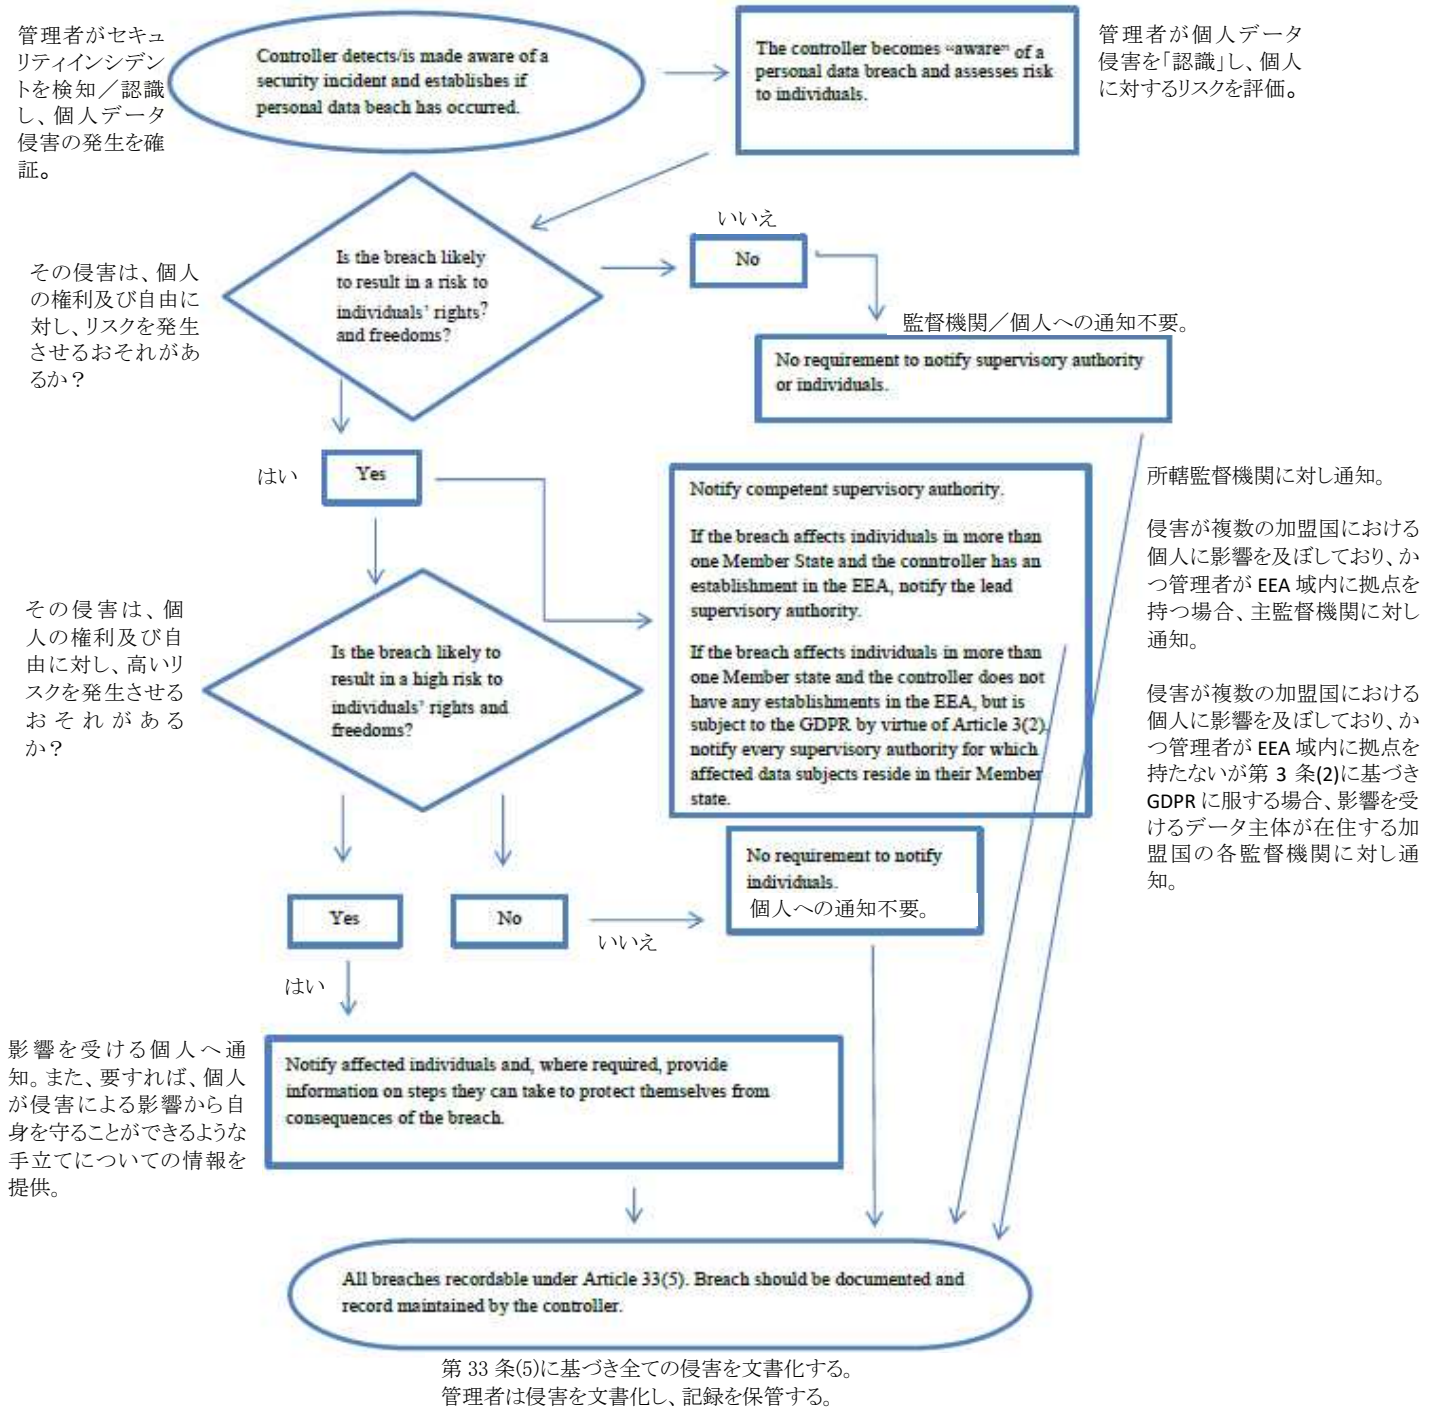 管理者がセキュ
リティインシデン
トを検知／認識
し、個人データ
侵害の発生を確
証。
Controller detects/is made aware of a
security incident and establishes if
personal data beach has occurred.
The controller becomes “aware” of a
personal data breach and assesses risk
to individuals.
管理者が個人データ
侵害を「認識」し、個人
に対するリスクを評価。
その侵害は、個人
の権利及び自由に
対し、リスクを発生
させるおそれがあ
るか？
Is the breach likely
to result in a risk to
individuals’ rights?
and freedoms?
いいえ
No
監督機関／個人への通知不要。
No requirement to notify supervisory authority
or individuals.
はい
Yes
Notify competent supervisory authority.
If the breach affects individuals in more than
one Member State and the conntroller has an
establishment in the EEA, notify the lead
supervisory authority.
If the breach affects individuals in more than
one Member state and the controller does not
have any establishments in the EEA, but is
subject to the GDPR by virtue of Article 3(2),
notify every supervisory authority for which
affected data subjects reside in their Member
state.
所轄監督機関に対し通知。
侵害が複数の加盟国における
個人に影響を及ぼしており、か
つ管理者が EEA 域内に拠点を
持つ場合、主監督機関に対し
通知。
侵害が複数の加盟国における
個人に影響を及ぼしており、か
つ管理者が EEA 域内に拠点を
持たないが第 3 条(2)に基づき
GDPR に服する場合、影響を受
けるデータ主体が在住する加
盟国の各監督機関に対し通
知。
その侵害は、個
人の権利及び自
由に対し、高いリ
スクを発生させる
おそれがある
か？
Is the breach likely to
result in a high risk to
individuals’ rights and
freedoms?
Yes
No
いいえ
No requirement to notify
individuals.
個人への通知不要。
はい
影響を受ける個人へ通
知。また、要すれば、個人
が侵害による影響から自
身を守ることができるような
手立てについての情報を
提供。
Notify affected individuals and, where required, provide
information on steps they can take to protect themselves from
consequences of the breach.
All breaches recordable under Article 33(5). Breach should be documented and
record maintained by the controller.
第 33 条(5)に基づき全ての侵害を文書化する。
管理者は侵害を文書化し、記録を保管する。